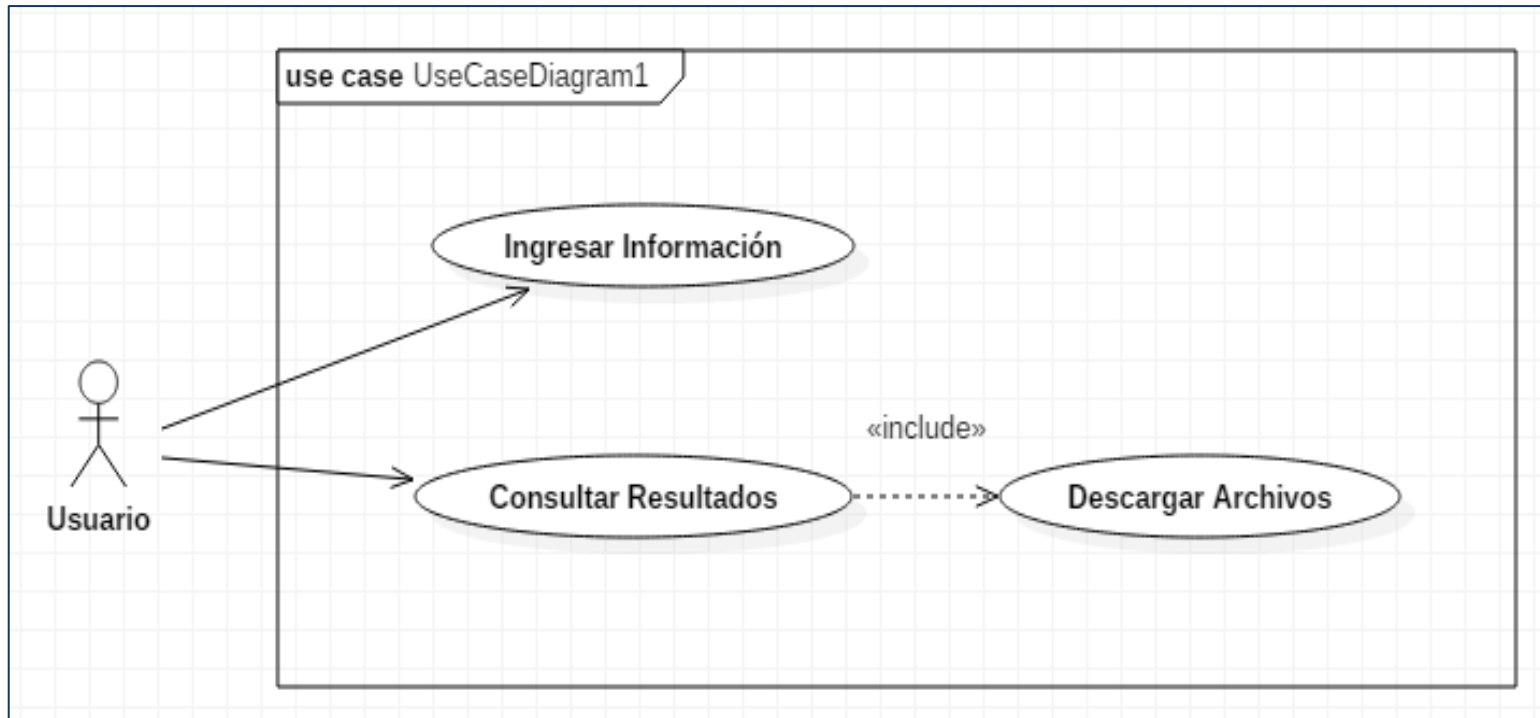 use case UseCaseDiagram1
Ingresar Información
«include»
Consultar Resultados
Descargar Archivos
Usuario